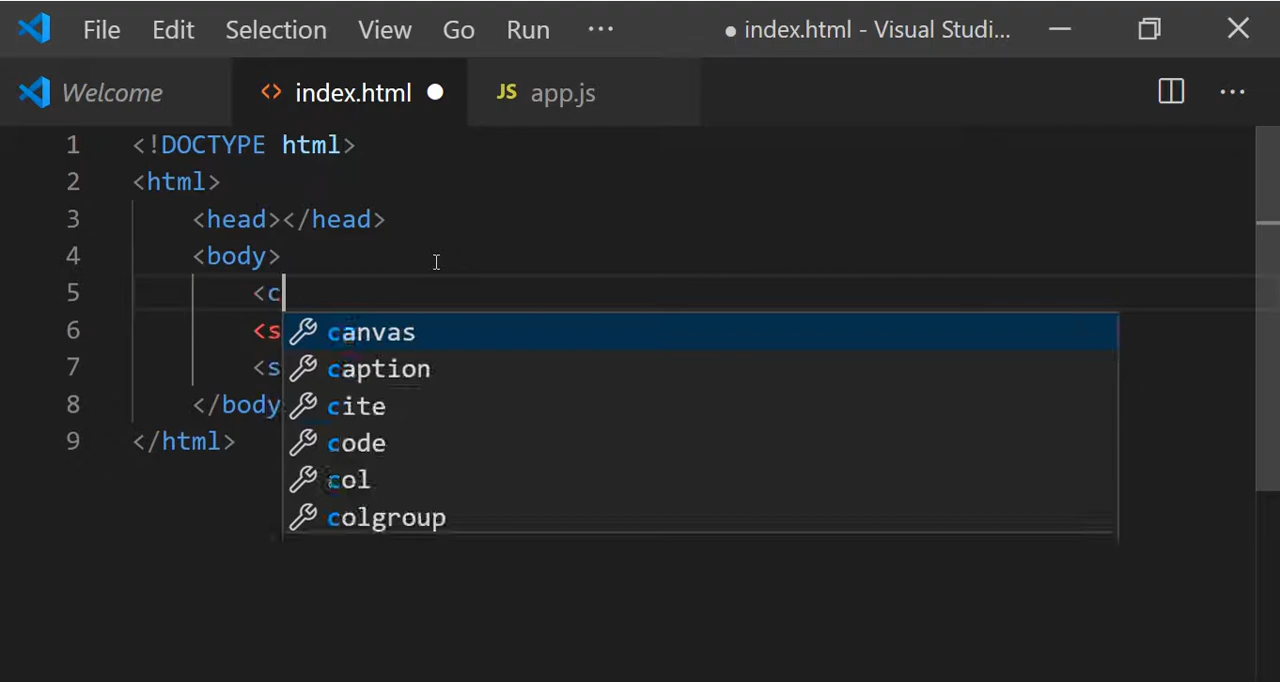 File Edit Selection View Go Run ··· ● index.html - Visual Studi...
Welcome <> index.html ● JS app.js ···
1 <!DOCTYPE html>
2 <html>
3 <head></head>
4 <body>
5 <c
6 <s
7 <s
8 </body
9 </html>
canvas
caption
cite
code
col
colgroup